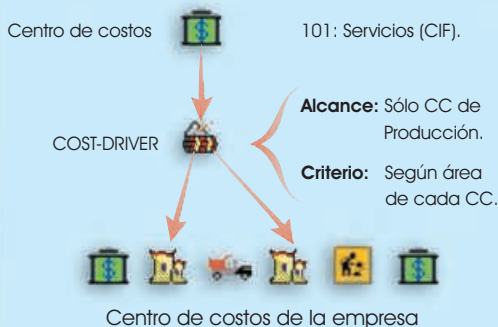 Centro de costos
101: Servicios (CIF).
COST-DRIVER
Alcance: Sólo CC de
Producción.
Criterio: Según área
de cada CC.
Centro de costos de la empresa